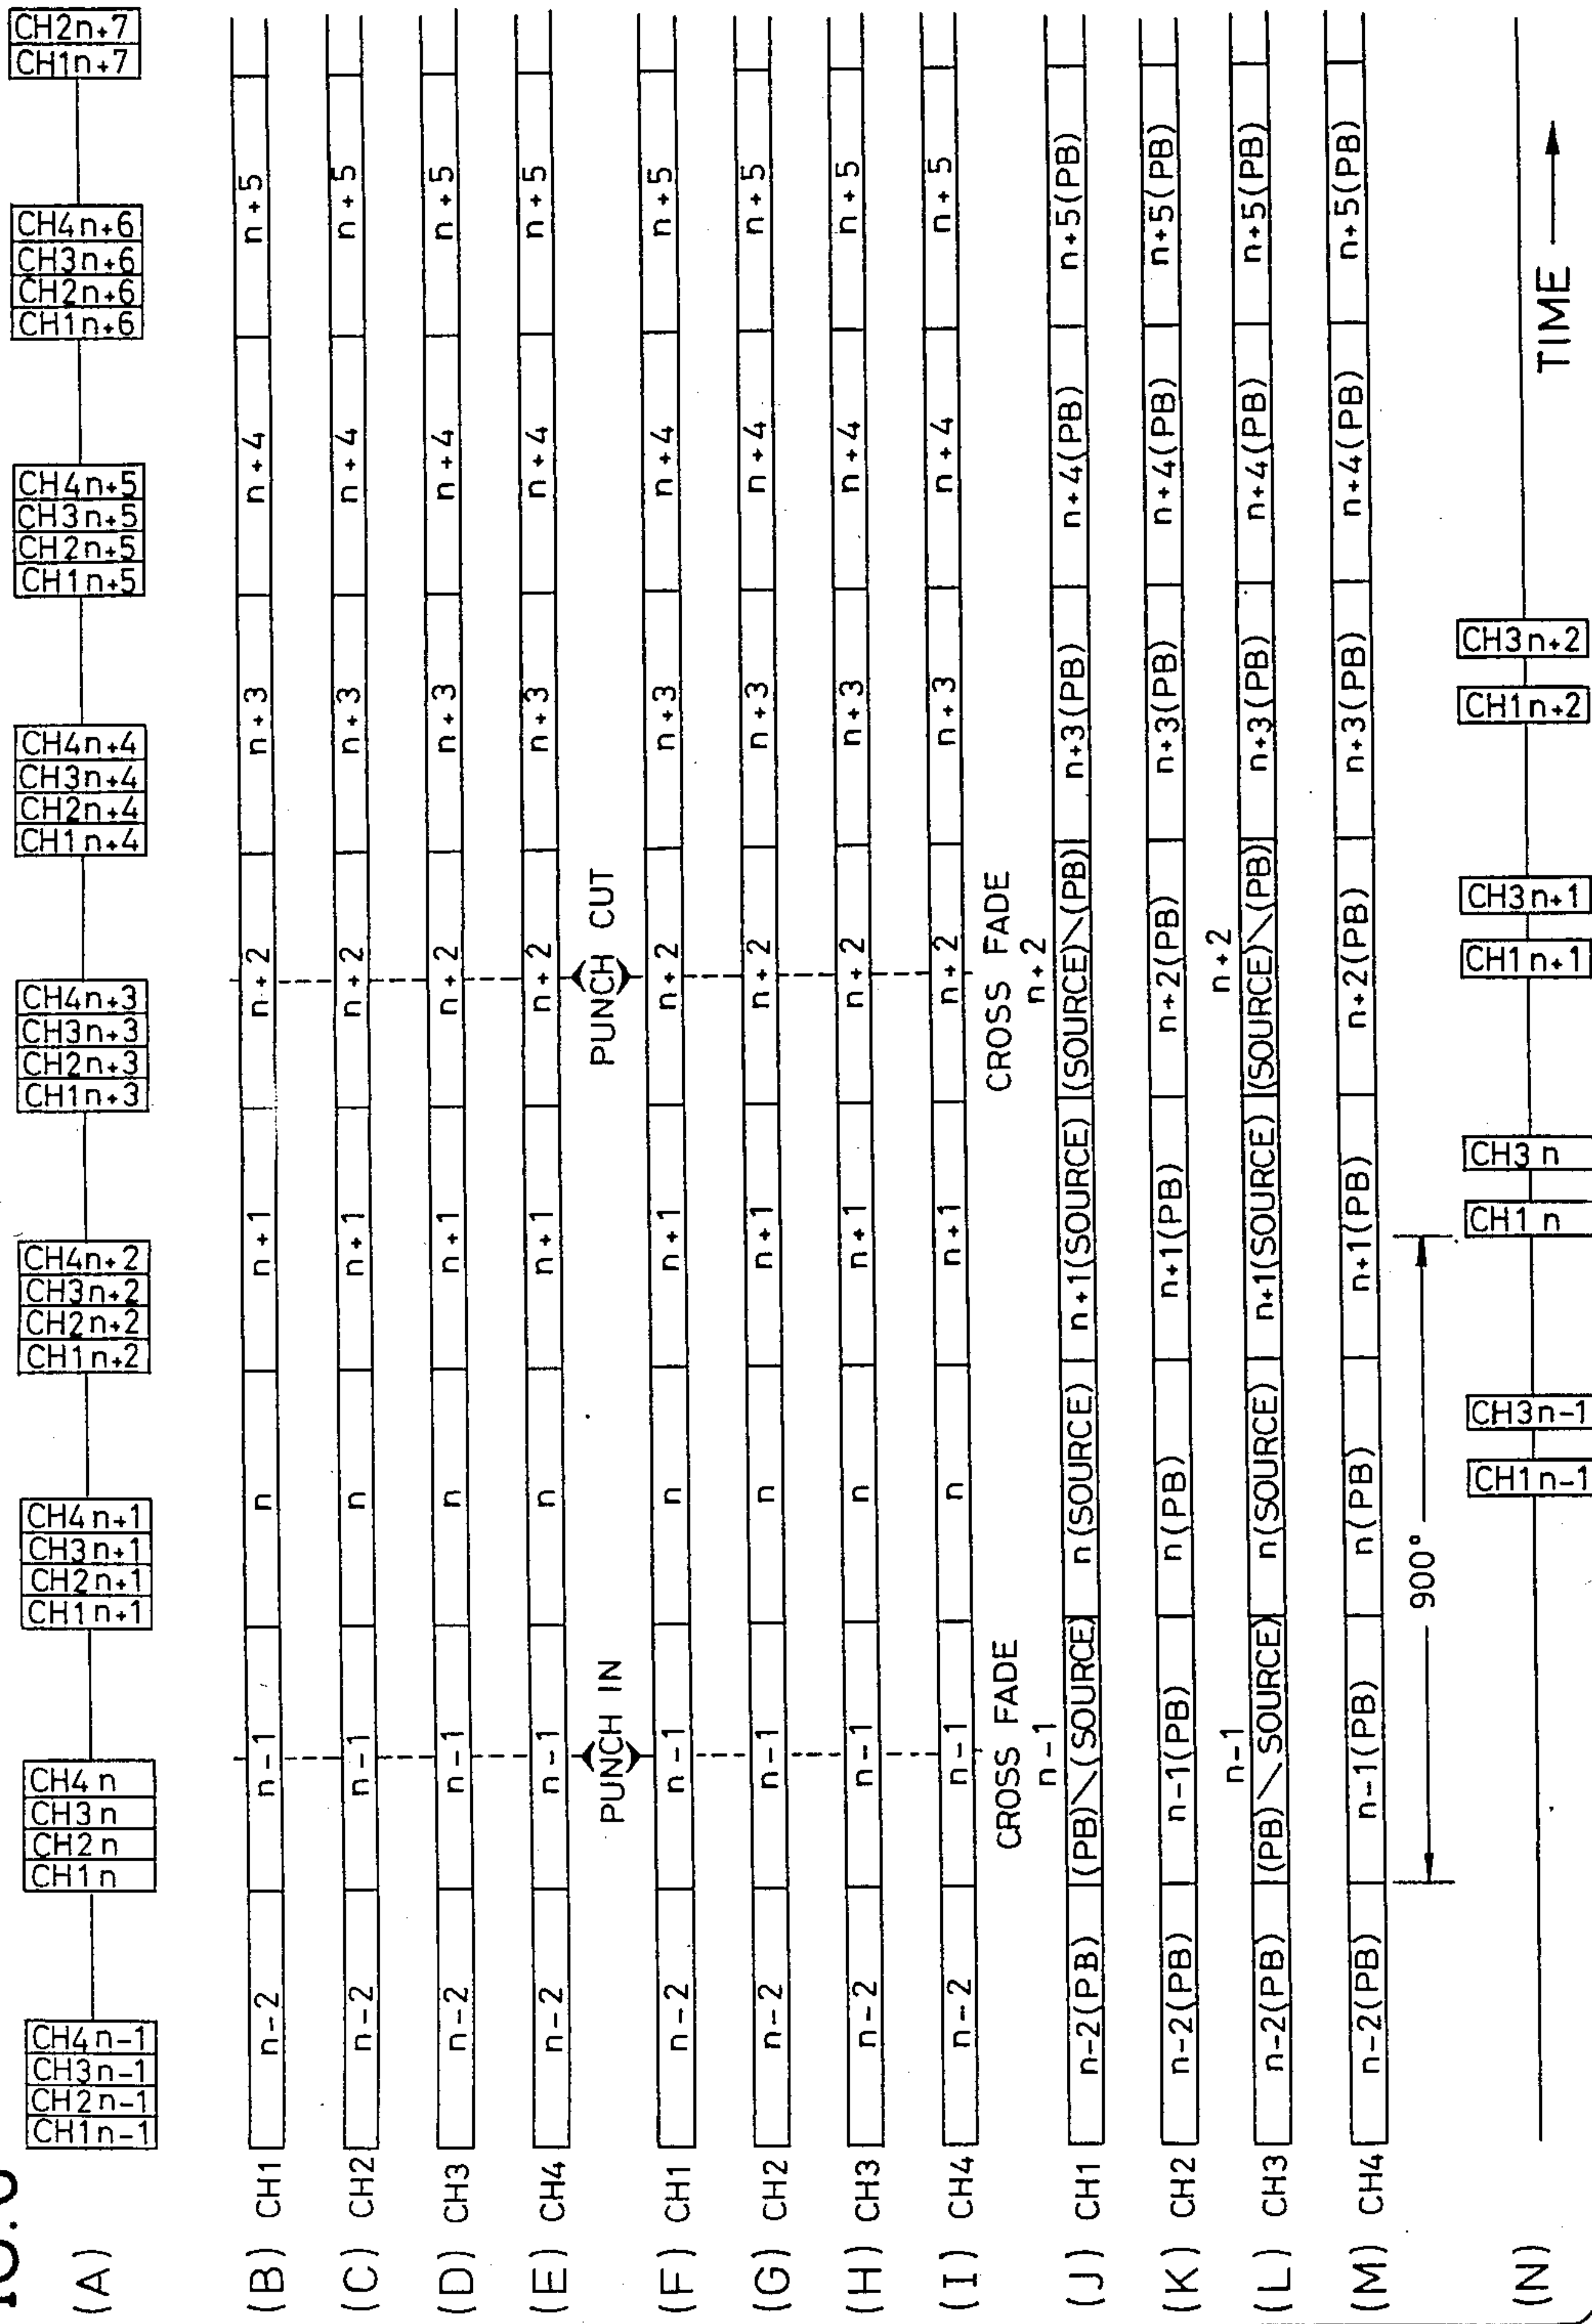 (A)
CH1n-1 CH2n-1 CH3n-1 CH4n-1
CH1n CH2n CH3n CH4n
CH1n+1 CH2n+1 CH3n+1 CH4n+1
CH1n+2 CH2n+2 CH3n+2 CH4n+2
CH1n+3 CH2n+3 CH3n+3 CH4n+3
CH1n+4 CH2n+4 CH3n+4 CH4n+4
CH1n+5 CH2n+5 CH3n+5 CH4n+5
CH1n+6 CH2n+6 CH3n+6 CH4n+6
CH1n+7 CH2n+7
(B) CH1 n-2 n-1 n n+1 n+2 n+3 n+4 n+5
(C) CH2 n-2 n-1 n n+1 n+2 n+3 n+4 n+5
(D) CH3 n-2 n-1 n n+1 n+2 n+3 n+4 n+5
(E) CH4 n-2 n-1 n n+1 n+2 n+3 n+4 n+5
PUNCH IN PUNCH CUT
(F) CH1 n-2 n-1 n n+1 n+2 n+3 n+4 n+5
(G) CH2 n-2 n-1 n n+1 n+2 n+3 n+4 n+5
(H) CH3 n-2 n-1 n n+1 n+2 n+3 n+4 n+5
(I) CH4 n-2 n-1 n n+1 n+2 n+3 n+4 n+5
CROSS FADE CROSS FADE
n-1 n+2
(J) CH1 n-2(PB) (PB)\(SOURCE) n(SOURCE) n+1(SOURCE) (SOURCE)\(PB) n+3(PB) n+4(PB) n+5(PB)
(K) CH2 n-2(PB) n-1(PB) n(PB) n+1(PB) n+2(PB) n+3(PB) n+4(PB) n+5(PB)
n-1 n+2
(L) CH3 n-2(PB) (PB)\SOURCE) n(SOURCE) n+1(SOURCE) (SOURCE)\(PB) n+3(PB) n+4(PB) n+5(PB)
(M) CH4 n-2(PB) n-1(PB) n(PB) n+1(PB) n+2(PB) n+3(PB) n+4(PB) n+5(PB)
900°
(N) CH1n-1 CH3n-1 CH1n CH3n CH1n+1 CH3n+1 CH1n+2 CH3n+2
TIME